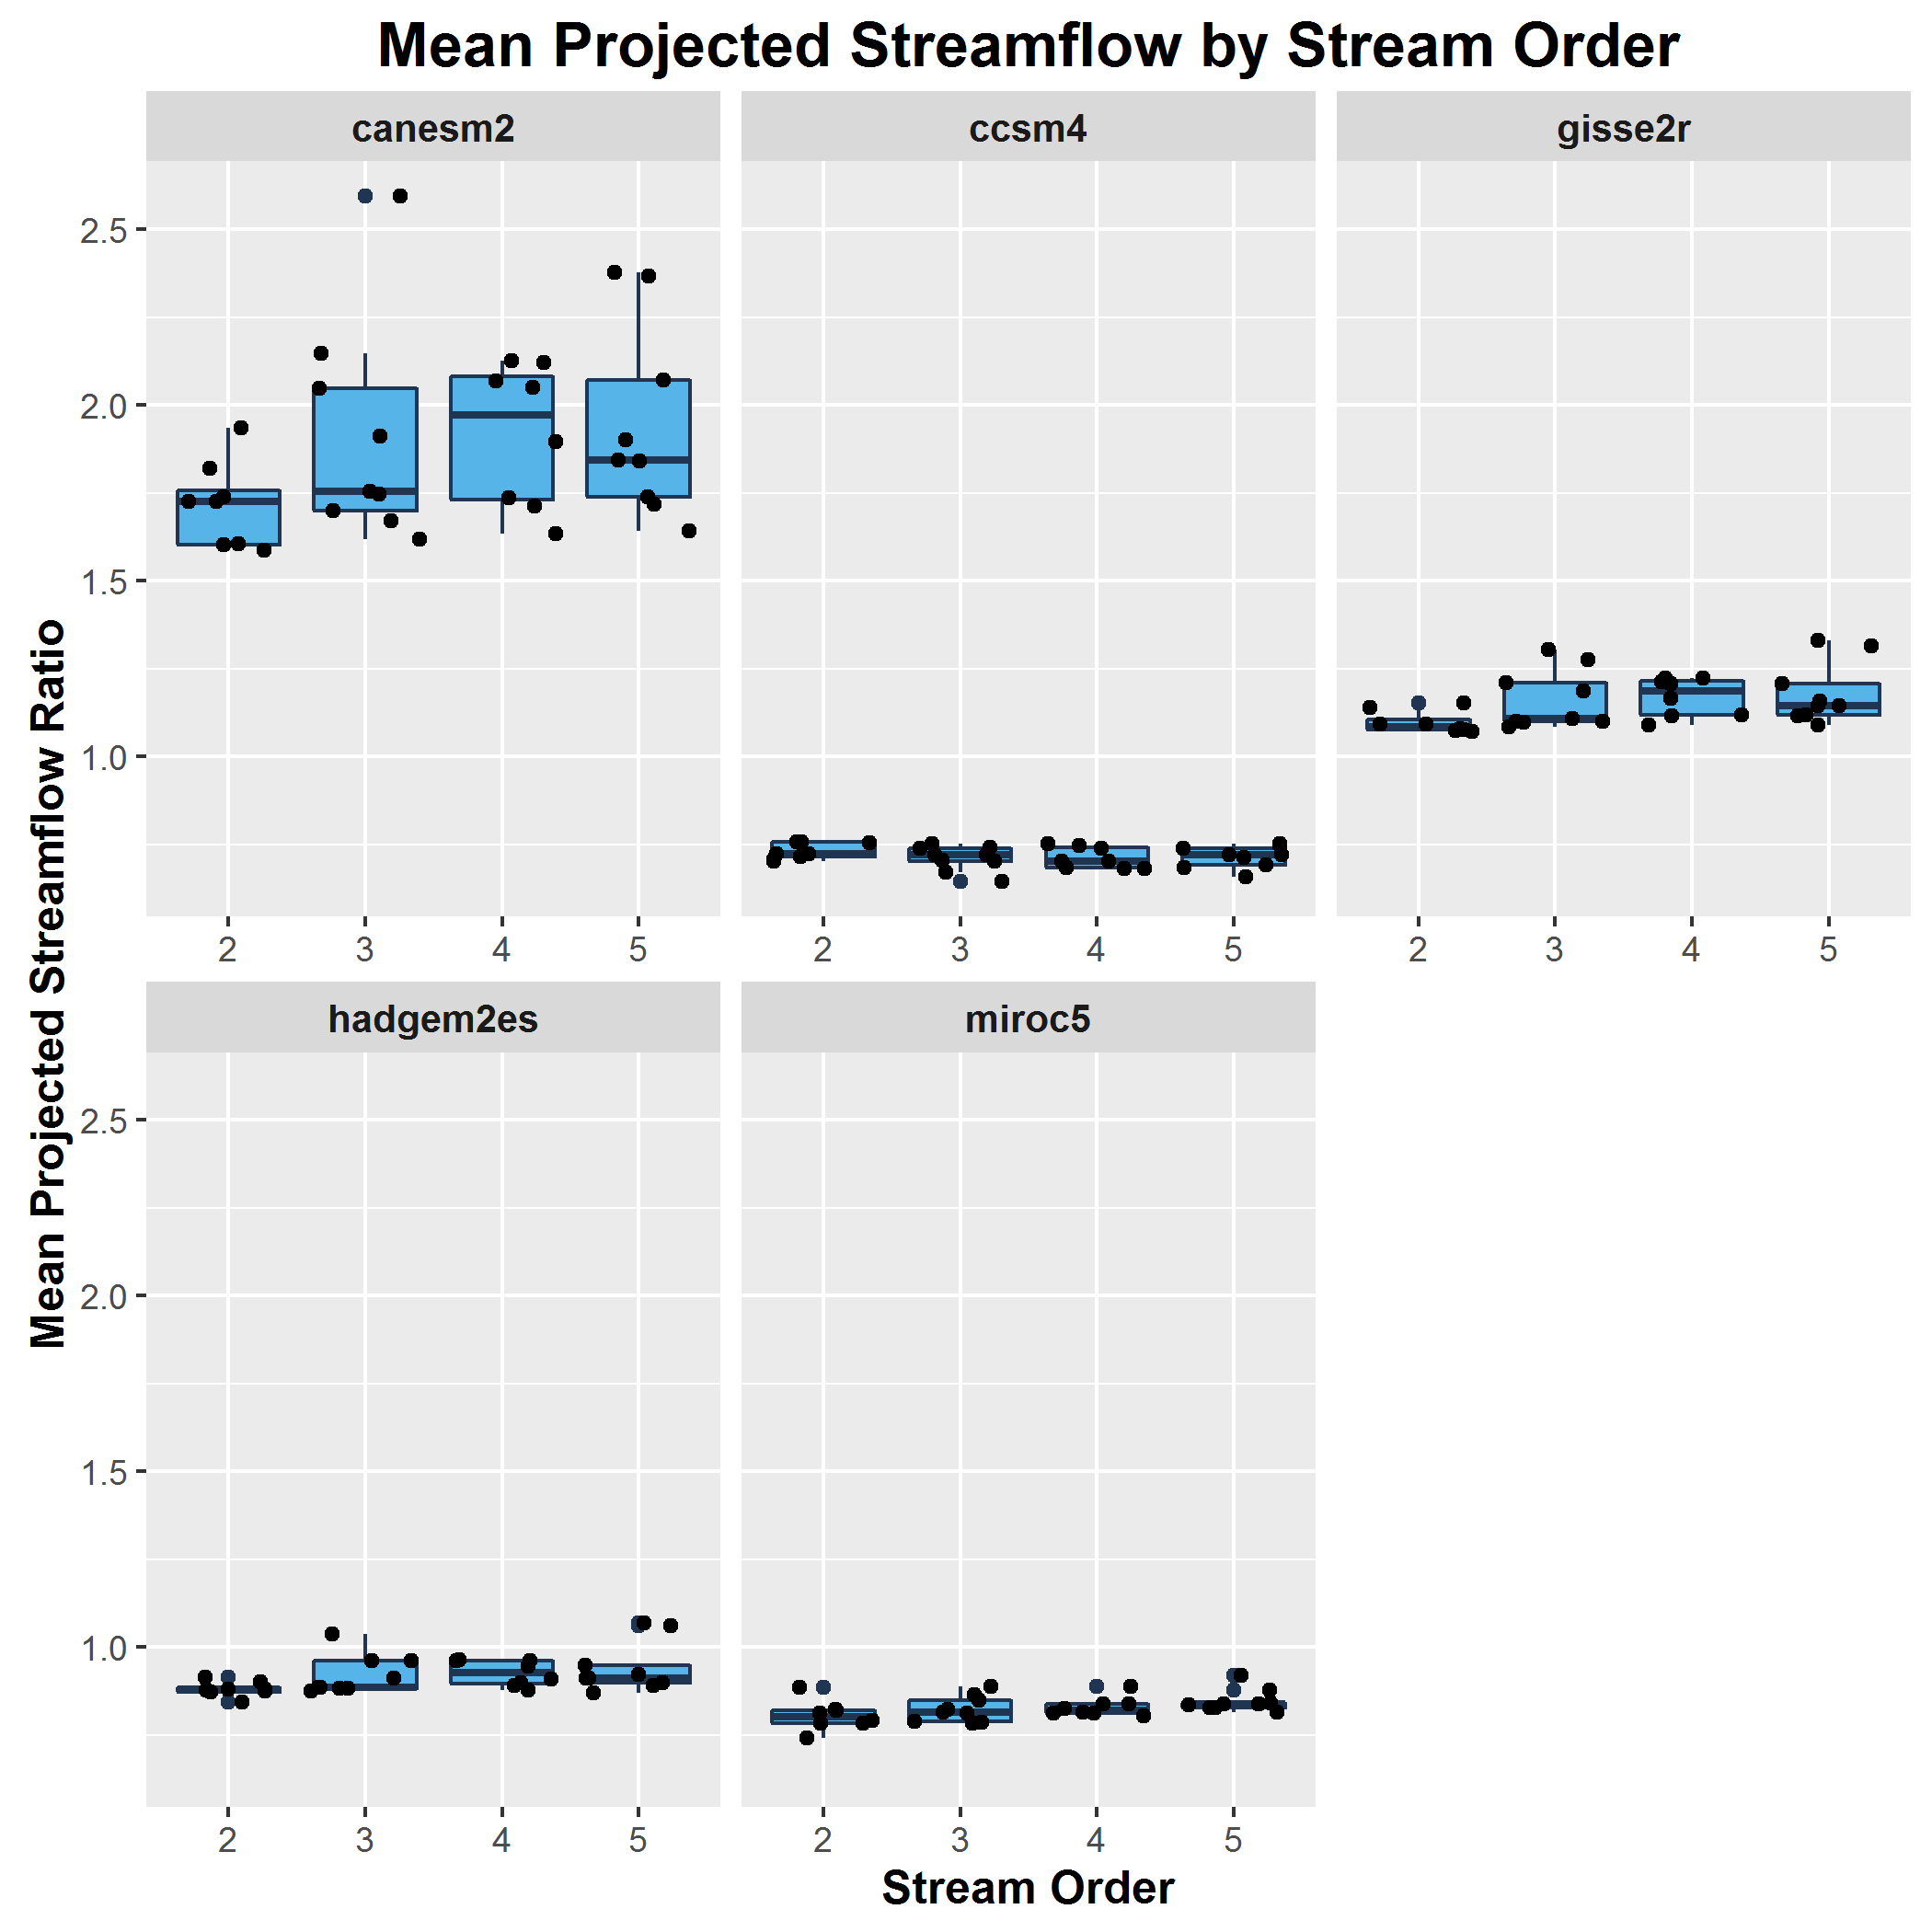 Mean Projected Streamflow by Stream Order
canesm2 ccsm4 gisse2r
2.5
2.0
1.5
1.0
2 3 4 5 2 3 4 5 2 3 4 5
Mean Projected Streamflow Ratio
hadgem2es miroc5
2.5
2.0
1.5
1.0
2 3 4 5 2 3 4 5
Stream Order